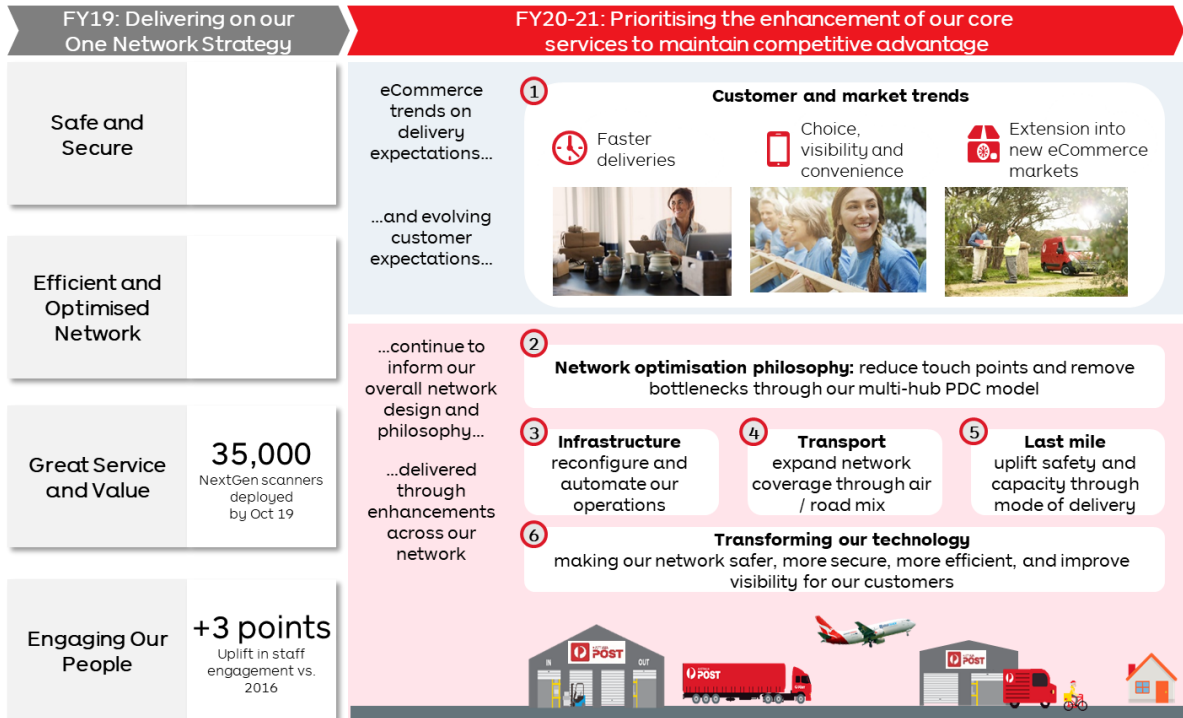 FY19: Delivering on our
One Network Strategy
FY20-21: Prioritising the enhancement of our core
services to maintain competitive advantage
Safe and
Secure
Efficient and
Optimised
Network
Great Service
and Value
35,000
NextGen scanners
deployed
by Oct 19
Engaging Our
People
+3 points
Uplift in staff
engagement vs.
2016
eCommerce
trends on
delivery
expectations...
...and evolving
customer
expectations...
1
Customer and market trends
Faster
deliveries
Choice,
visibility and
convenience
Extension into
new eCommerce
markets
...continue to
inform our
overall network
design and
philosophy...
...delivered
through
enhancements
across our
network
2
Network optimisation philosophy: reduce touch points and remove
bottlenecks through our multi-hub PDC model
3
Infrastructure
reconfigure and
automate our
operations
4
Transport
expand network
coverage through air
/ road mix
5
Last mile
uplift safety and
capacity through
mode of delivery
6
Transforming our technology
making our network safer, more secure, more efficient, and improve
visibility for our customers
POST
IN
OUT
POST
POST